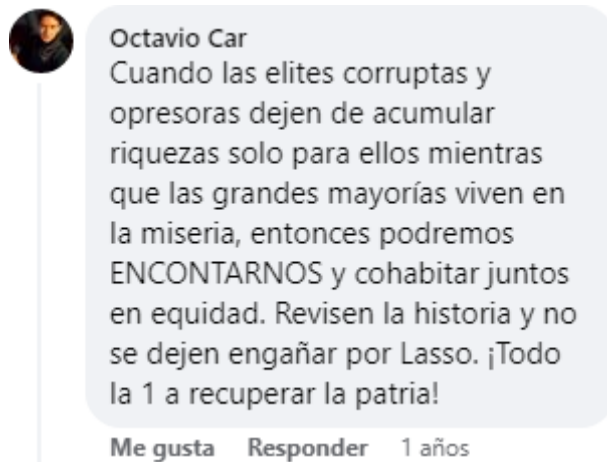 Octavio Car
Cuando las elites corruptas y
opresoras dejen de acumular
riquezas solo para ellos mientras
que las grandes mayorías viven en
la miseria, entonces podremos
ENCONTARNOS y cohabitar juntos
en equidad. Revisen la historia y no
se dejen engañar por Lasso. ¡Todo
la 1 a recuperar la patria!
Me gusta Responder 1 años